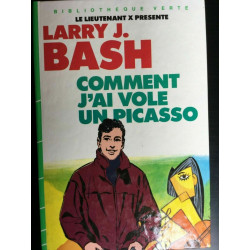 BIBLIOTHEQUE VERTE
LE LIEUTENANT X PRESENTE
LARRY J.
BASH
COMMENT
J'AI VOLE
UN PICASSO